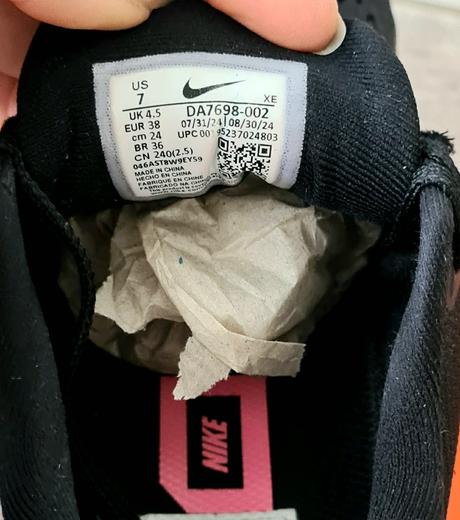 US
7
XE
UK 4.5
DA7698-002
EUR 38
07/31/24 08/30/24
cm 24
UPC 00195237024803
BR 36
CN 240(2.5)
046AST8W9EY59
MADE IN CHINA
HECHO EN CHINA
FABRIQUÉ EN CHINE
FABRICADO NA CHINA
NIKE